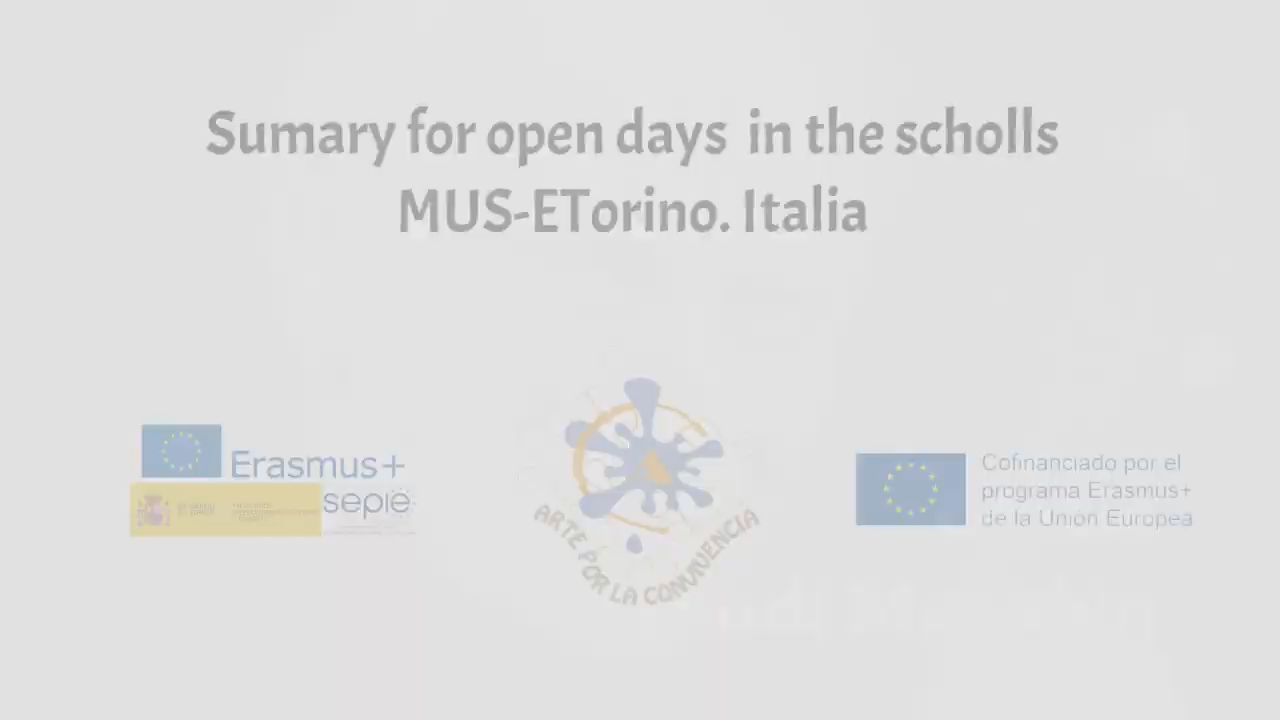 Sumary for open days in the scholls
MUS-ETorino. Italia
Erasmus+
sepie
ARTE POR LA CONVIVENCIA
Cofinanciado por el
programa Erasmus+
de la Unión Europea